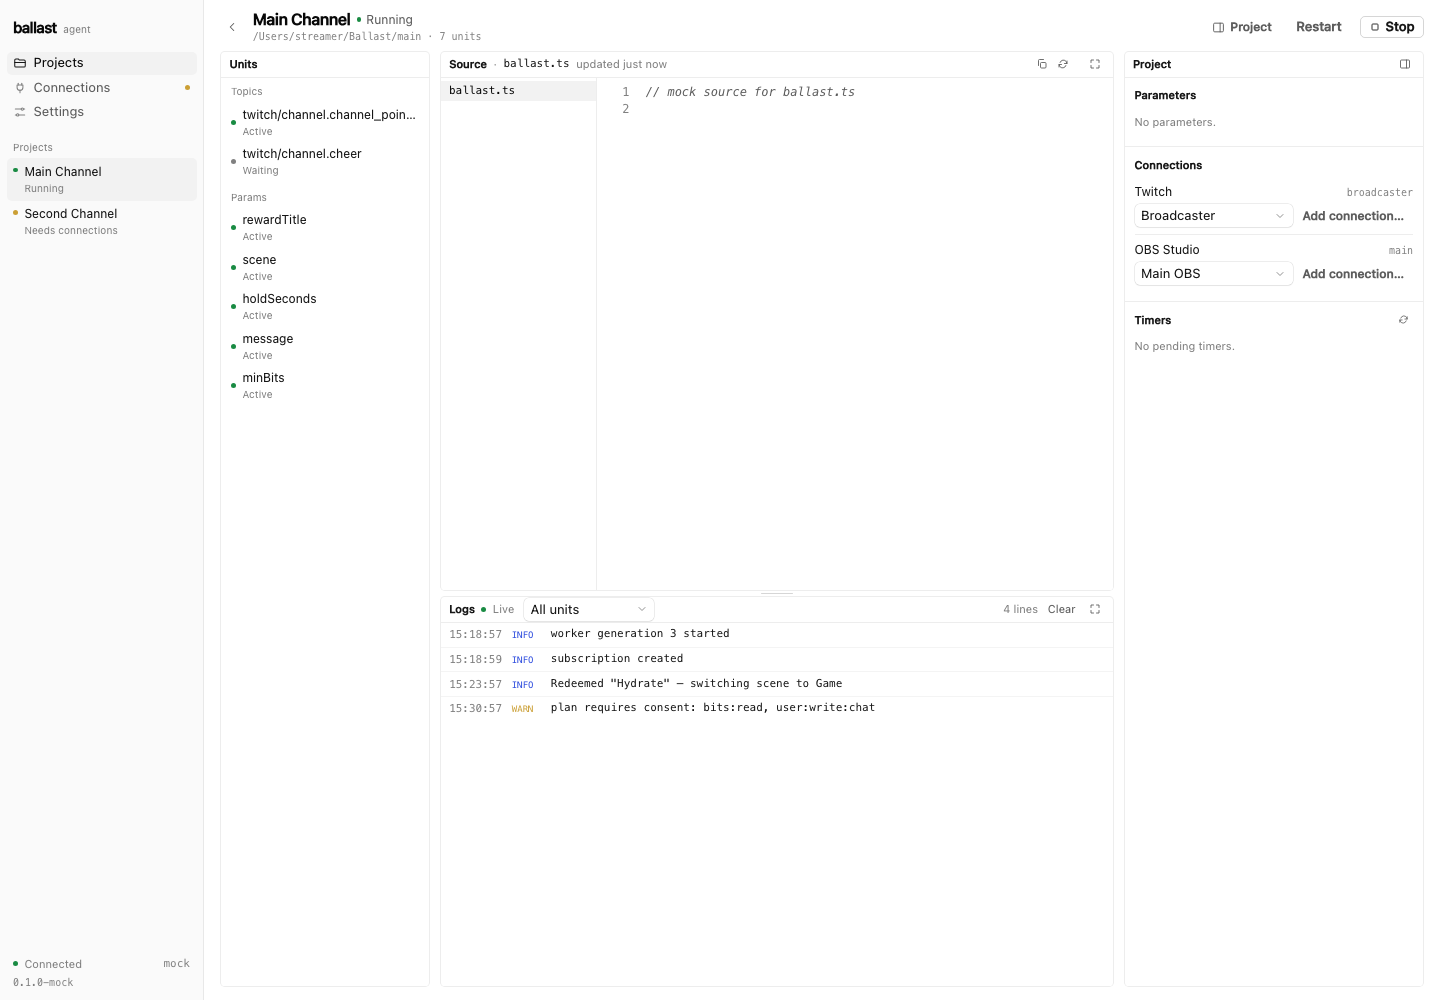 ballast agent
Projects
Connections
Settings
Projects
Main Channel
Running
Second Channel
Needs connections
Connected mock
0.1.0-mock
Main Channel Running
/Users/streamer/Ballast/main · 7 units
Project Restart Stop
Units
Topics
twitch/channel.channel_poin...
Active
twitch/channel.cheer
Waiting
Params
rewardTitle
Active
scene
Active
holdSeconds
Active
message
Active
minBits
Active
Source · ballast.ts updated just now
ballast.ts
1 // mock source for ballast.ts
2
Logs Live All units 4 lines Clear
15:18:57 INFO worker generation 3 started
15:18:59 INFO subscription created
15:23:57 INFO Redeemed "Hydrate" — switching scene to Game
15:30:57 WARN plan requires consent: bits:read, user:write:chat
Project
Parameters
No parameters.
Connections
Twitch broadcaster
Broadcaster Add connection...
OBS Studio main
Main OBS Add connection...
Timers
No pending timers.